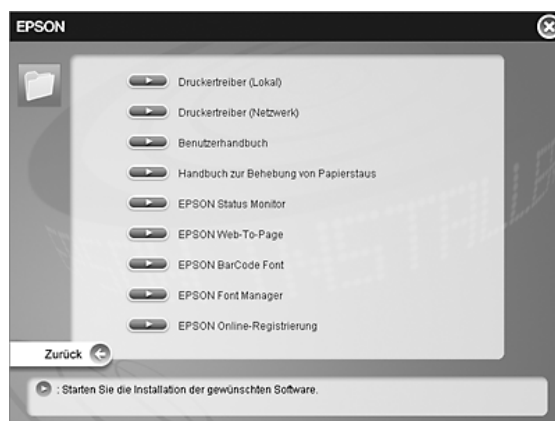 EPSON
Druckertreiber (Lokal)
Druckertreiber (Netzwerk)
Benutzerhandbuch
Handbuch zur Behebung von Papierstaus
EPSON Status Monitor
EPSON Web-To-Page
EPSON BarCode Font
EPSON Font Manager
EPSON Online-Registrierung
Zurück
: Starten Sie die Installation der gewünschten Software.